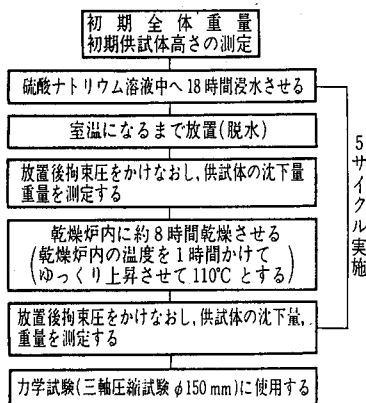 初期全体重量
初期供試体高さの測定
硫酸ナトリウム溶液中へ18時間浸水させる
室温になるまで放置(脱水)
放置後拘束圧をかけなおし,供試体の沈下量
重量を測定する
乾燥炉内に約8時間乾燥させる
(乾燥炉内の温度を1時間かけて
ゆっくり上昇させて110℃とする)
放置後拘束圧をかけなおし,供試体の沈下量,
重量を測定する
力学試験(三軸圧縮試験φ150mm)に使用する
5サイクル実施